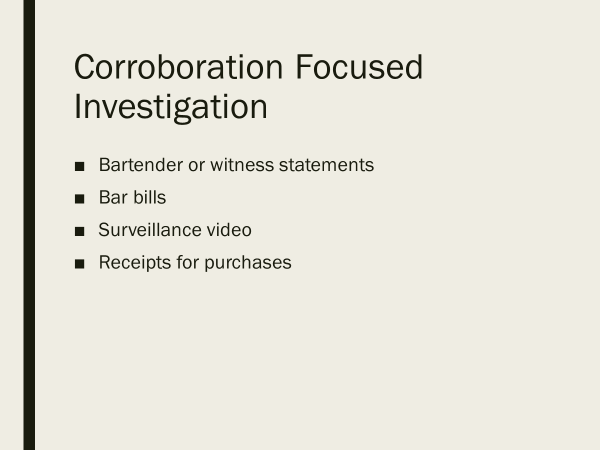 Corroboration Focused
Investigation
■ Bartender or witness statements
■ Bar bills
■ Surveillance video
■ Receipts for purchases